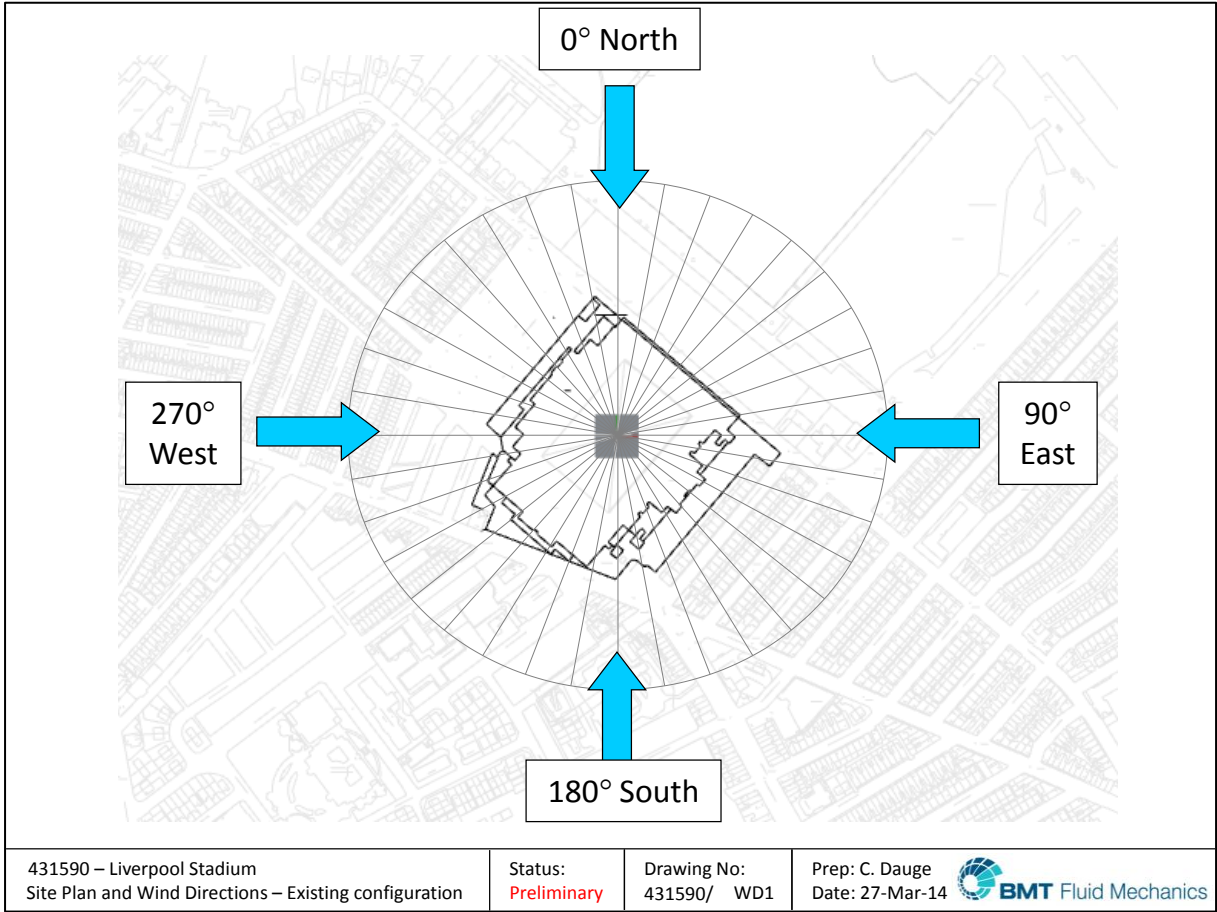 0° North
270°
West
90°
East
180° South
431590 – Liverpool Stadium
Site Plan and Wind Directions – Existing configuration
Status:
Preliminary
Drawing No:
431590/ WD1
Prep: C. Dauge
Date: 27-Mar-14
BMT Fluid Mechanics